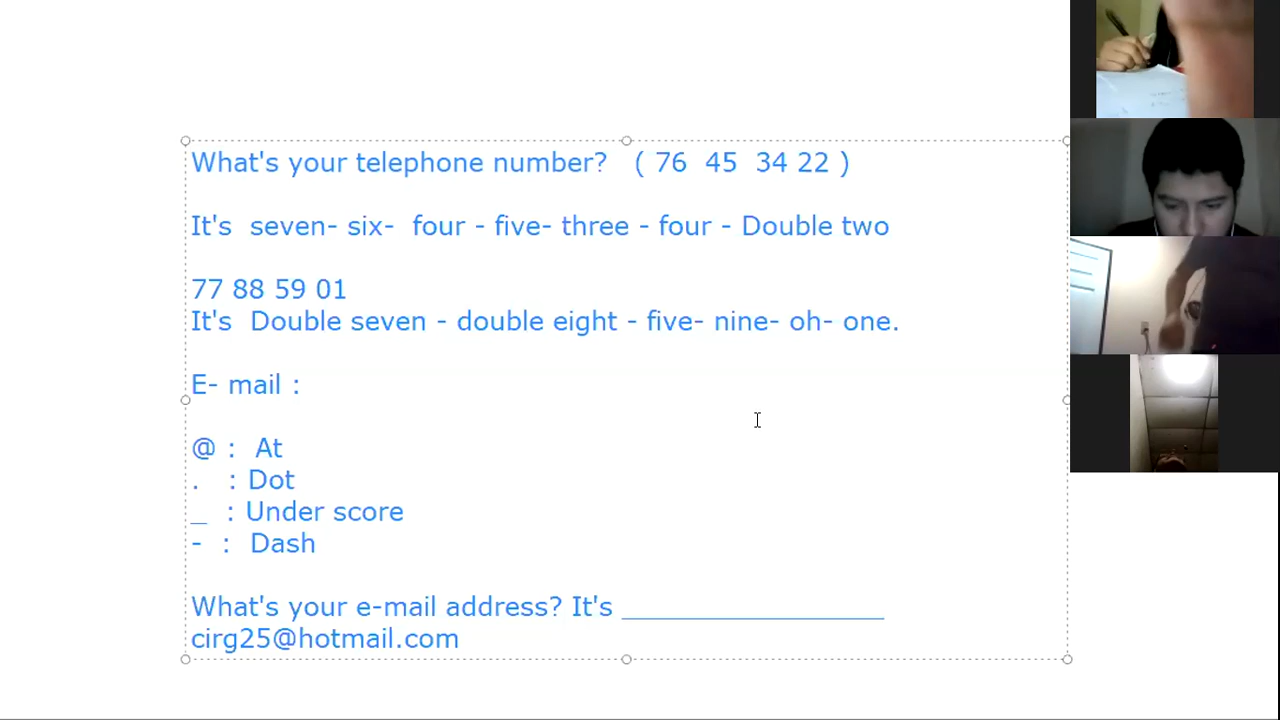 What's your telephone number? ( 76 45 34 22 )
It's seven- six- four - five- three - four - Double two
77 88 59 01
It's Double seven - double eight - five- nine- oh- one.
E- mail :
@ : At
. : Dot
_ : Under score
- : Dash
What's your e-mail address? It's ___________________
cirg25@hotmail.com